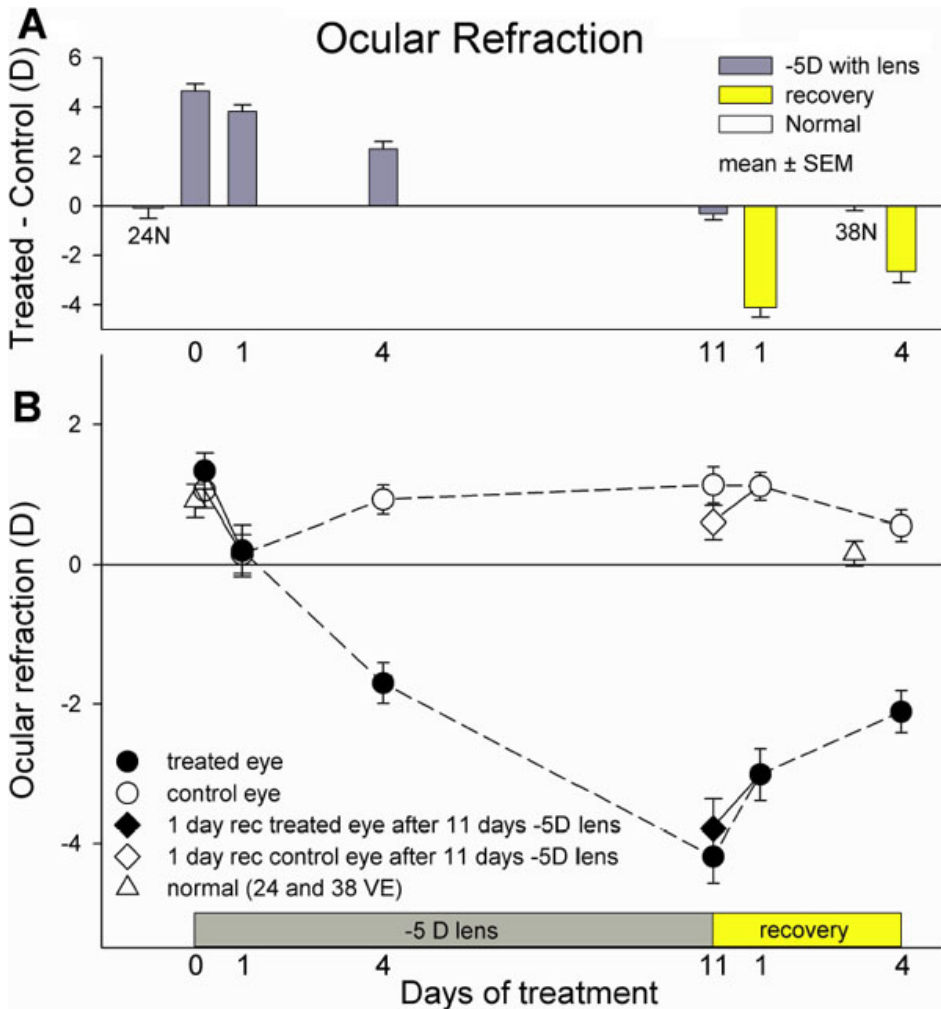 A
Ocular Refraction
Treated - Control (D)
6
4
2
0
-2
-4
-5D with lens
recovery
Normal
mean ± SEM
24N
38N
0 1 4 11 1 4
B
Ocular refraction (D)
2
0
-2
-4
treated eye
control eye
1 day rec treated eye after 11 days -5D lens
1 day rec control eye after 11 days -5D lens
normal (24 and 38 VE)
-5 D lens recovery
0 1 4 11 1 4
Days of treatment